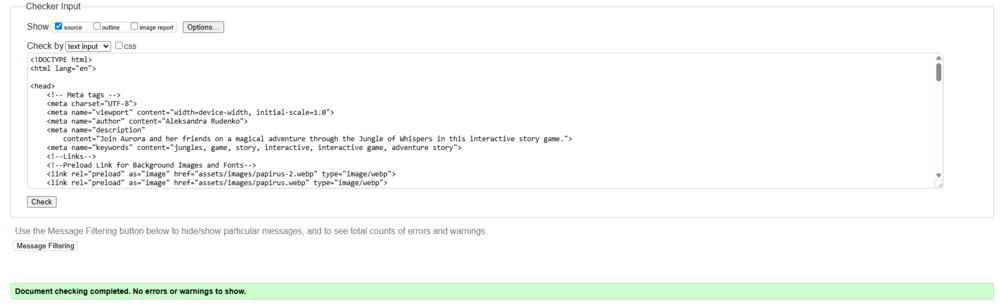 Checker Input
Show source outline image report Options...
Check by text input css
<!DOCTYPE html>
<html lang="en">
<head>
<!-- Meta tags -->
<meta charset="UTF-8">
<meta name="viewport" content="width=device-width, initial-scale=1.0">
<meta name="author" content="Aleksandra Rudenko">
<meta name="description"
content="Join Aurora and her friends on a magical adventure through the Jungle of Whispers in this interactive story game.">
<meta name="keywords" content="jungles, game, story, interactive, interactive game, adventure story">
<!--Links-->
<!--Preload Link for Background Images and Fonts-->
<link rel="preload" as="image" href="assets/images/papirus-2.webp" type="image/webp">
<link rel="preload" as="image" href="assets/images/papirus.webp" type="image/webp">
Check
Use the Message Filtering button below to hide/show particular messages, and to see total counts of errors and warnings.
Message Filtering
Document checking completed. No errors or warnings to show.